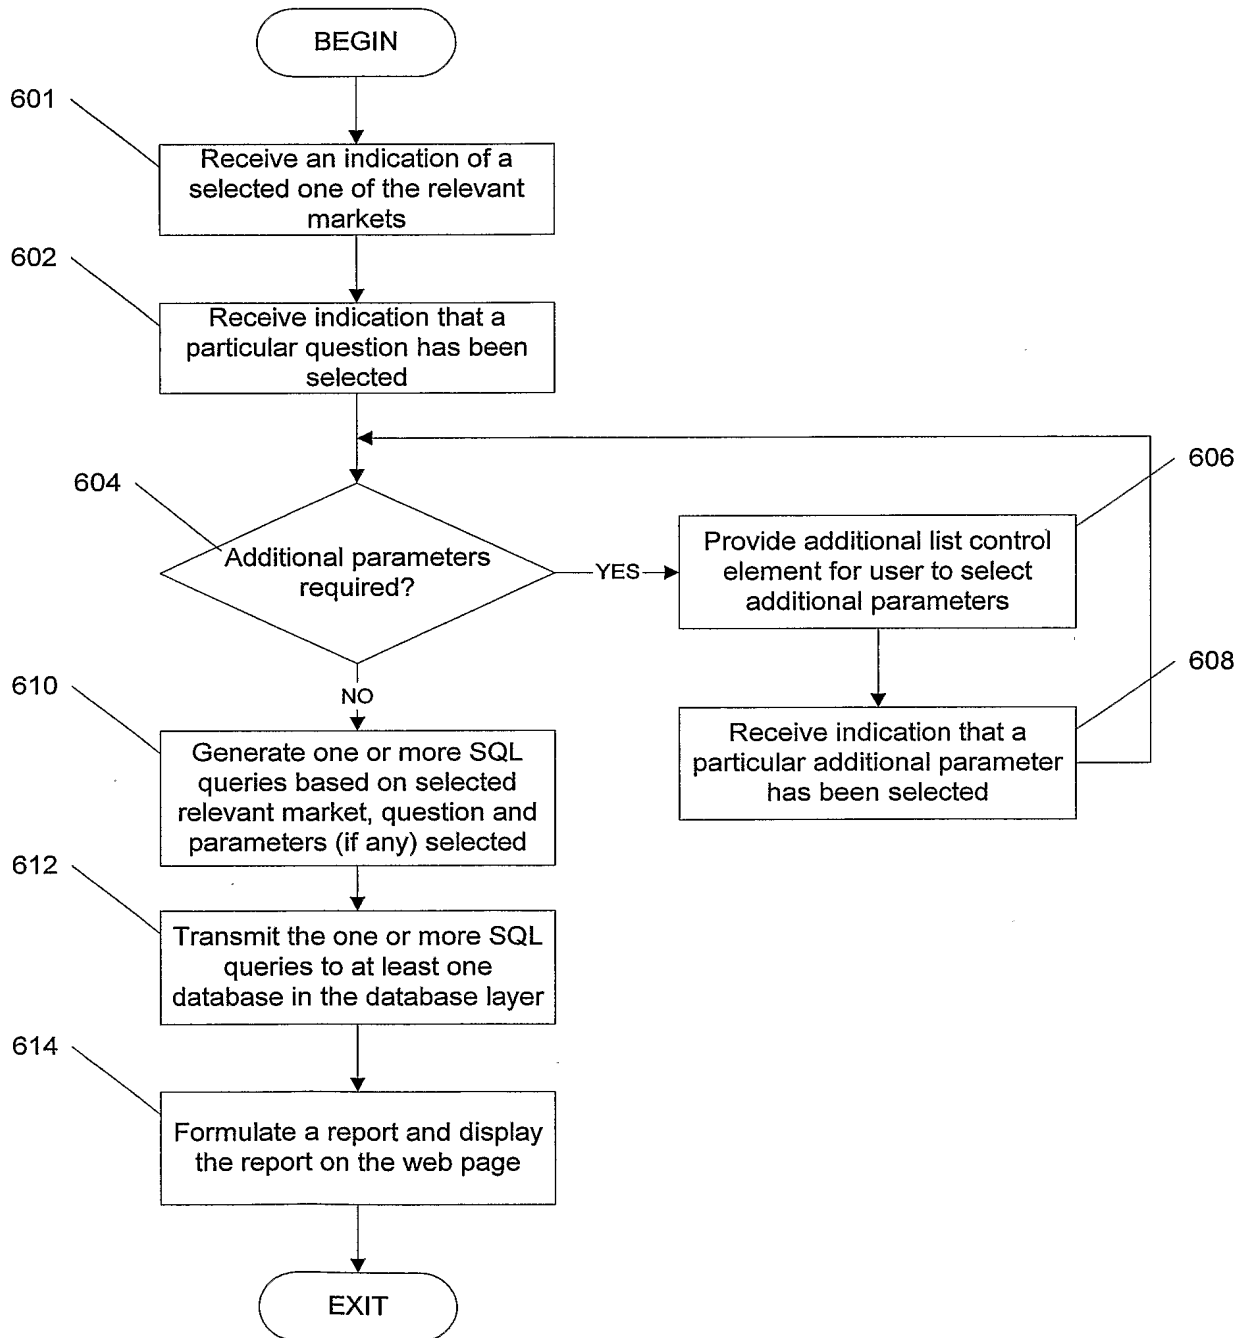 BEGIN
601
Receive an indication of a
selected one of the relevant
markets
602
Receive indication that a
particular question has been
selected
604
Additional parameters
required?
YES
606
Provide additional list control
element for user to select
additional parameters
608
Receive indication that a
particular additional parameter
has been selected
NO
610
Generate one or more SQL
queries based on selected
relevant market, question and
parameters (if any) selected
612
Transmit the one or more SQL
queries to at least one
database in the database layer
614
Formulate a report and display
the report on the web page
EXIT